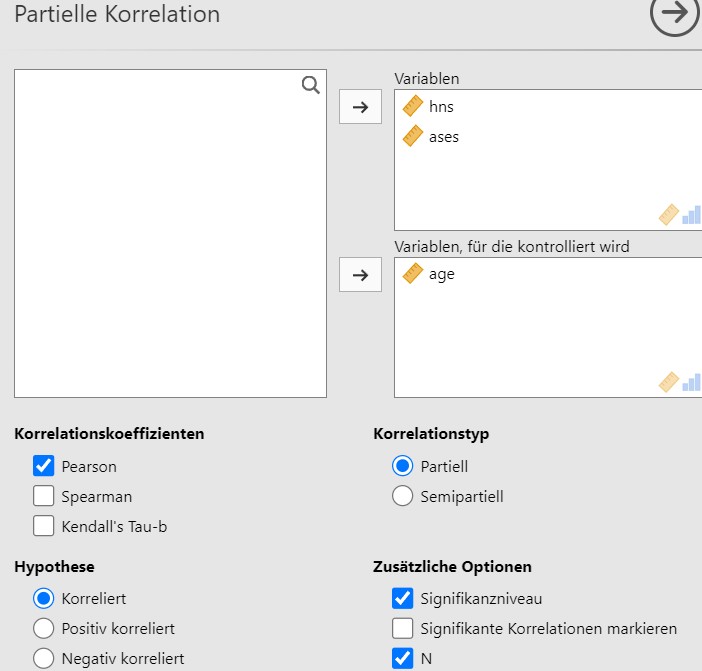 Partielle Korrelation
Variablen
hns
ases
Variablen, für die kontrolliert wird
age
Korrelationskoeffizienten
Pearson
Spearman
Kendall's Tau-b
Korrelationstyp
Partiell
Semipartiell
Hypothese
Korreliert
Positiv korreliert
Negativ korreliert
Zusätzliche Optionen
Signifikanzniveau
Signifikante Korrelationen markieren
N